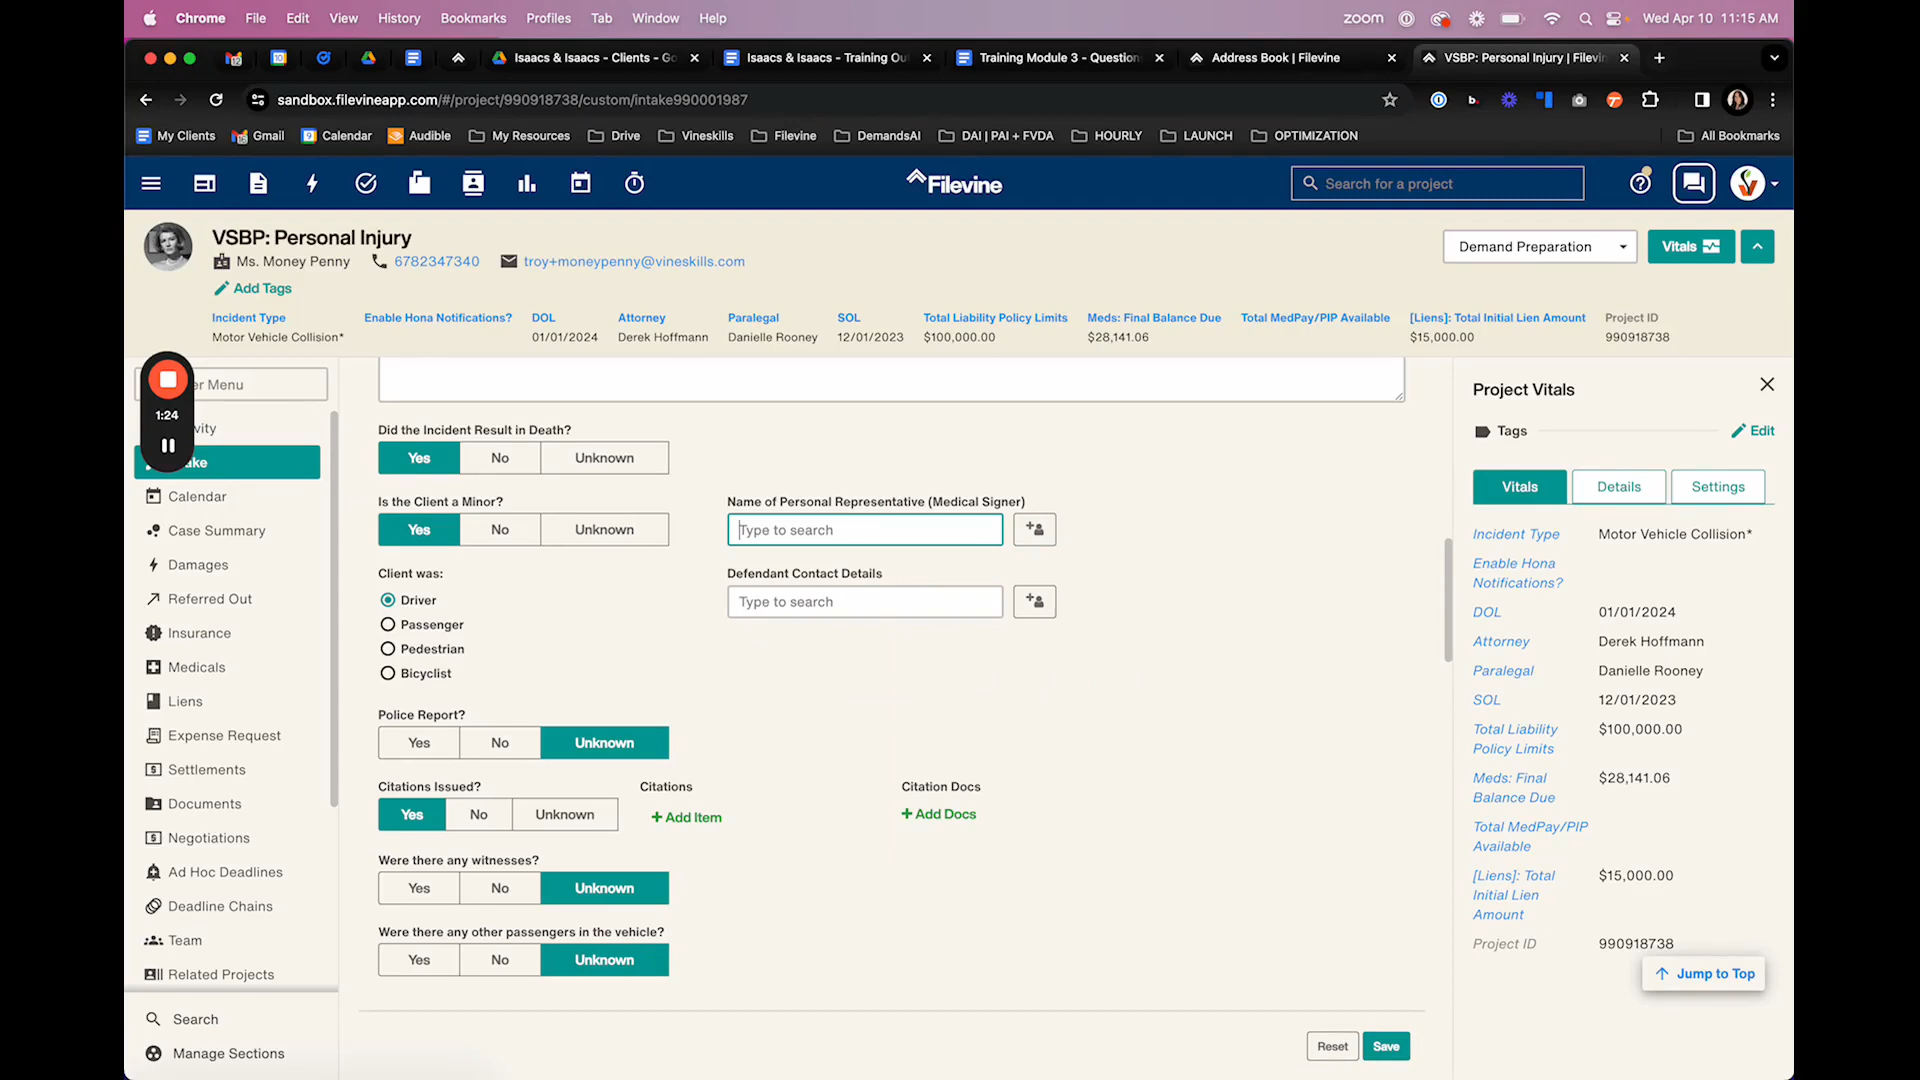 Chrome File Edit View History Bookmarks Profiles Tab Window Help zoom Wed Apr 10 11:15 AM
Isaacs & Isaacs - Clients - Go Isaacs & Isaacs - Training Ou Training Module 3 - Question Address Book | Filevine VSBP: Personal Injury | Filevin
sandbox.filevineapp.com/#/project/990918738/custom/intake990001987
My Clients Gmail Calendar Audible My Resources Drive Vineskills Filevine DemandsAI DAI | PAI + FVDA HOURLY LAUNCH OPTIMIZATION All Bookmarks
Filevine Search for a project
VSBP: Personal Injury
Demand Preparation Vitals
Ms. Money Penny 6782347340 troy+moneypenny@vineskills.com
Add Tags
Incident Type Enable Hona Notifications? DOL Attorney Paralegal SOL Total Liability Policy Limits Meds: Final Balance Due Total MedPay/PIP Available [Liens]: Total Initial Lien Amount Project ID
Motor Vehicle Collision* 01/01/2024 Derek Hoffmann Danielle Rooney 12/01/2023 $100,000.00 $28,141.06 $15,000.00 990918738
er Menu
1:24
vity
ke
Calendar
Case Summary
Damages
Referred Out
Insurance
Medicals
Liens
Expense Request
Settlements
Documents
Negotiations
Ad Hoc Deadlines
Deadline Chains
Team
Related Projects
Search
Manage Sections
Did the Incident Result in Death?
Yes No Unknown
Is the Client a Minor? Name of Personal Representative (Medical Signer)
Yes No Unknown Type to search
Client was: Defendant Contact Details
Driver Type to search
Passenger
Pedestrian
Bicyclist
Police Report?
Yes No Unknown
Citations Issued? Citations Citation Docs
Yes No Unknown Add Item Add Docs
Were there any witnesses?
Yes No Unknown
Were there any other passengers in the vehicle?
Yes No Unknown
Reset Save
Project Vitals
Tags Edit
Vitals Details Settings
Incident Type Motor Vehicle Collision*
Enable Hona
Notifications?
DOL 01/01/2024
Attorney Derek Hoffmann
Paralegal Danielle Rooney
SOL 12/01/2023
Total Liability $100,000.00
Policy Limits
Meds: Final $28,141.06
Balance Due
Total MedPay/PIP
Available
[Liens]: Total $15,000.00
Initial Lien
Amount
Project ID 990918738
Jump to Top